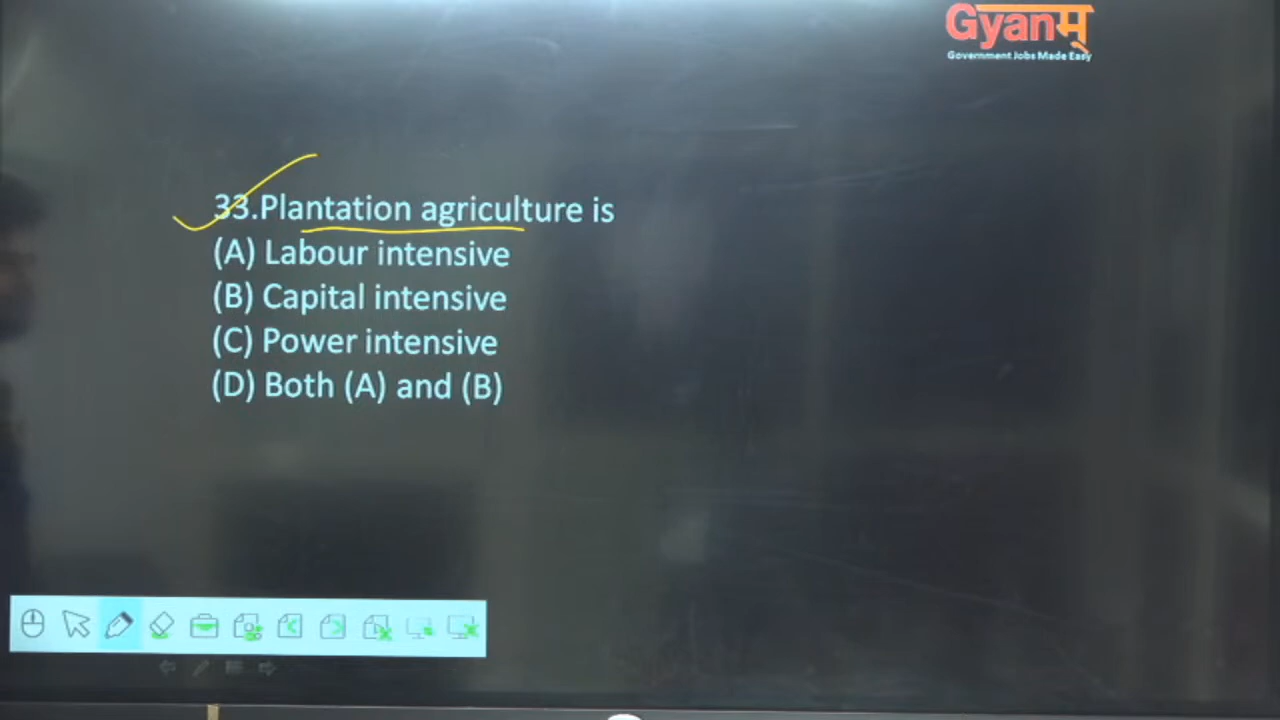 Gyanम्
Government Jobs Made Easy
33.Plantation agriculture is
(A) Labour intensive
(B) Capital intensive
(C) Power intensive
(D) Both (A) and (B)